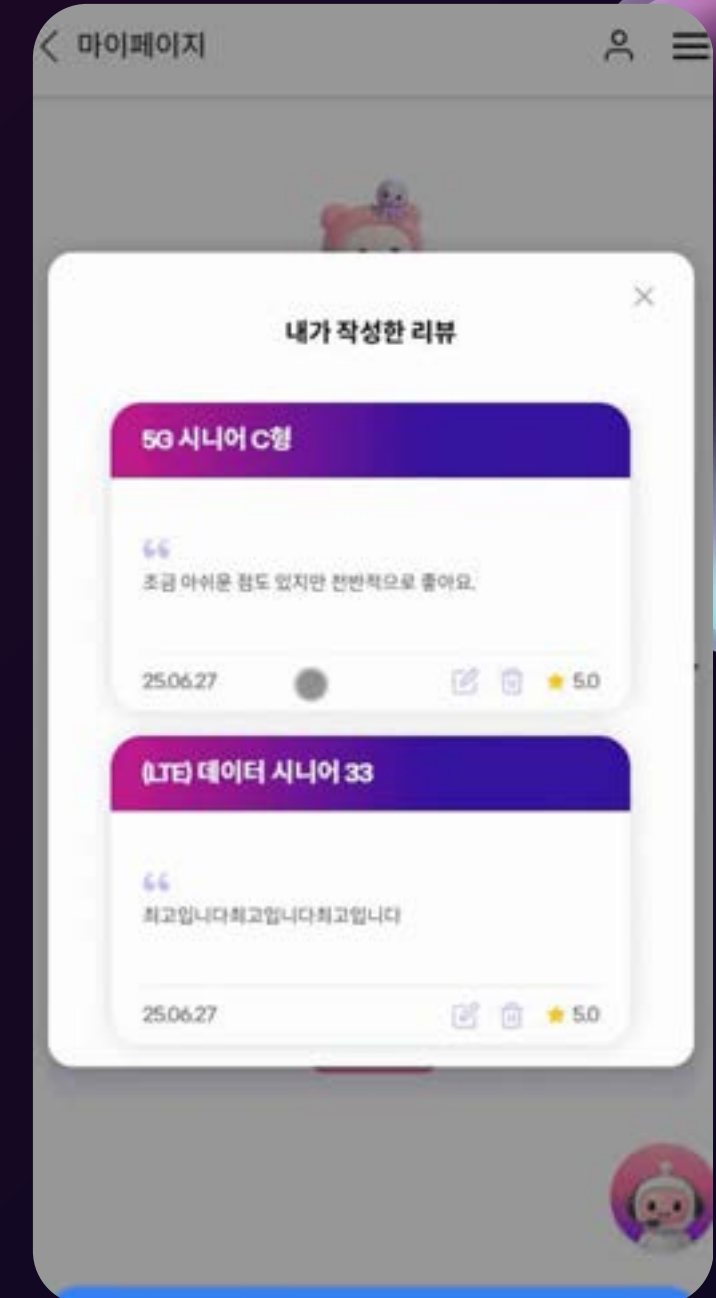 마이페이지
내가 작성한 리뷰
5G 시니어 C형
조금 아쉬운 점도 있지만 전반적으로 좋아요.
25.06.27
5.0
(LTE) 데이터 시니어 33
최고입니다최고입니다최고입니다
25.06.27
5.0